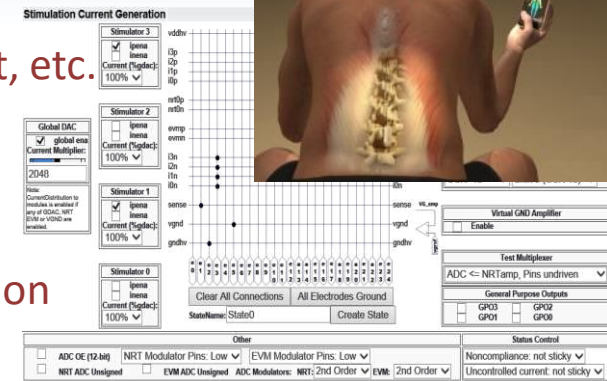 Stimulation Current Generation
t, etc.
on
Stimulator 3
ipena
inena
Current (%gdac):
100%
Stimulator 2
ipena
inena
Current (%gdac):
100%
Global DAC
global ena
Current Multiplier:
2048
Note:
CurrentDistribution to
modules is enabled if
any of GDAC, NRT
EVM or VGND are
enabled.
Stimulator 1
ipena
inena
Current (%gdac):
100%
Stimulator 0
ipena
inena
Current (%gdac):
100%
vddhv
i3p
i2p
i1p
i0p
nrt0p
nrt0n
evmp
evmn
i3n
i2n
i1n
i0n
sense
vgnd
gndhv
i0n
sense
vgnd
gndhv
Clear All Connections
All Electrodes Ground
StateName: State0
Create State
Virtual GND Amplifier
Enable
Test Multiplexer
ADC <= NRTamp, Pins undriven
General Purpose Outputs
GPO3 GPO2
GPO1 GPO0
Other
ADC OE (12-bit) NRT Modulator Pins: Low EVM Modulator Pins: Low
NRT ADC Unsigned EVM ADC Unsigned ADC Modulators: NRT: 2nd Order EVM: 2nd Order
Status Control
Noncompliance: not sticky
Uncontrolled current: not sticky